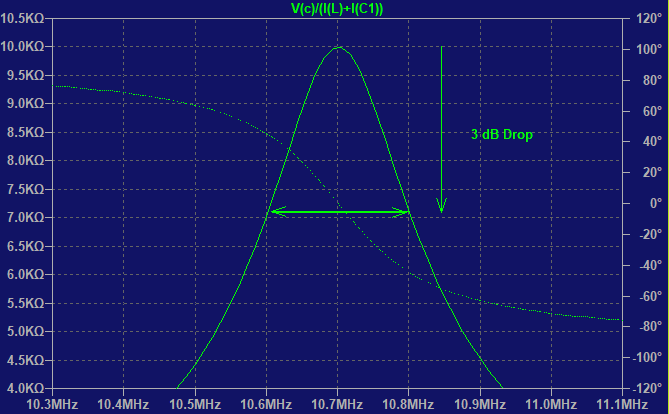 V(c)/(I(L)+I(C1))
10.5KΩ 120°
10.0KΩ 100°
9.5KΩ 80°
9.0KΩ 60°
8.5KΩ 40°
3 dB Drop
8.0KΩ 20°
7.5KΩ 0°
7.0KΩ -20°
6.5KΩ -40°
6.0KΩ -60°
5.5KΩ -80°
5.0KΩ -100°
4.5KΩ -120°
4.0KΩ
10.3MHz 10.4MHz 10.5MHz 10.6MHz 10.7MHz 10.8MHz 10.9MHz 11.0MHz 11.1MHz